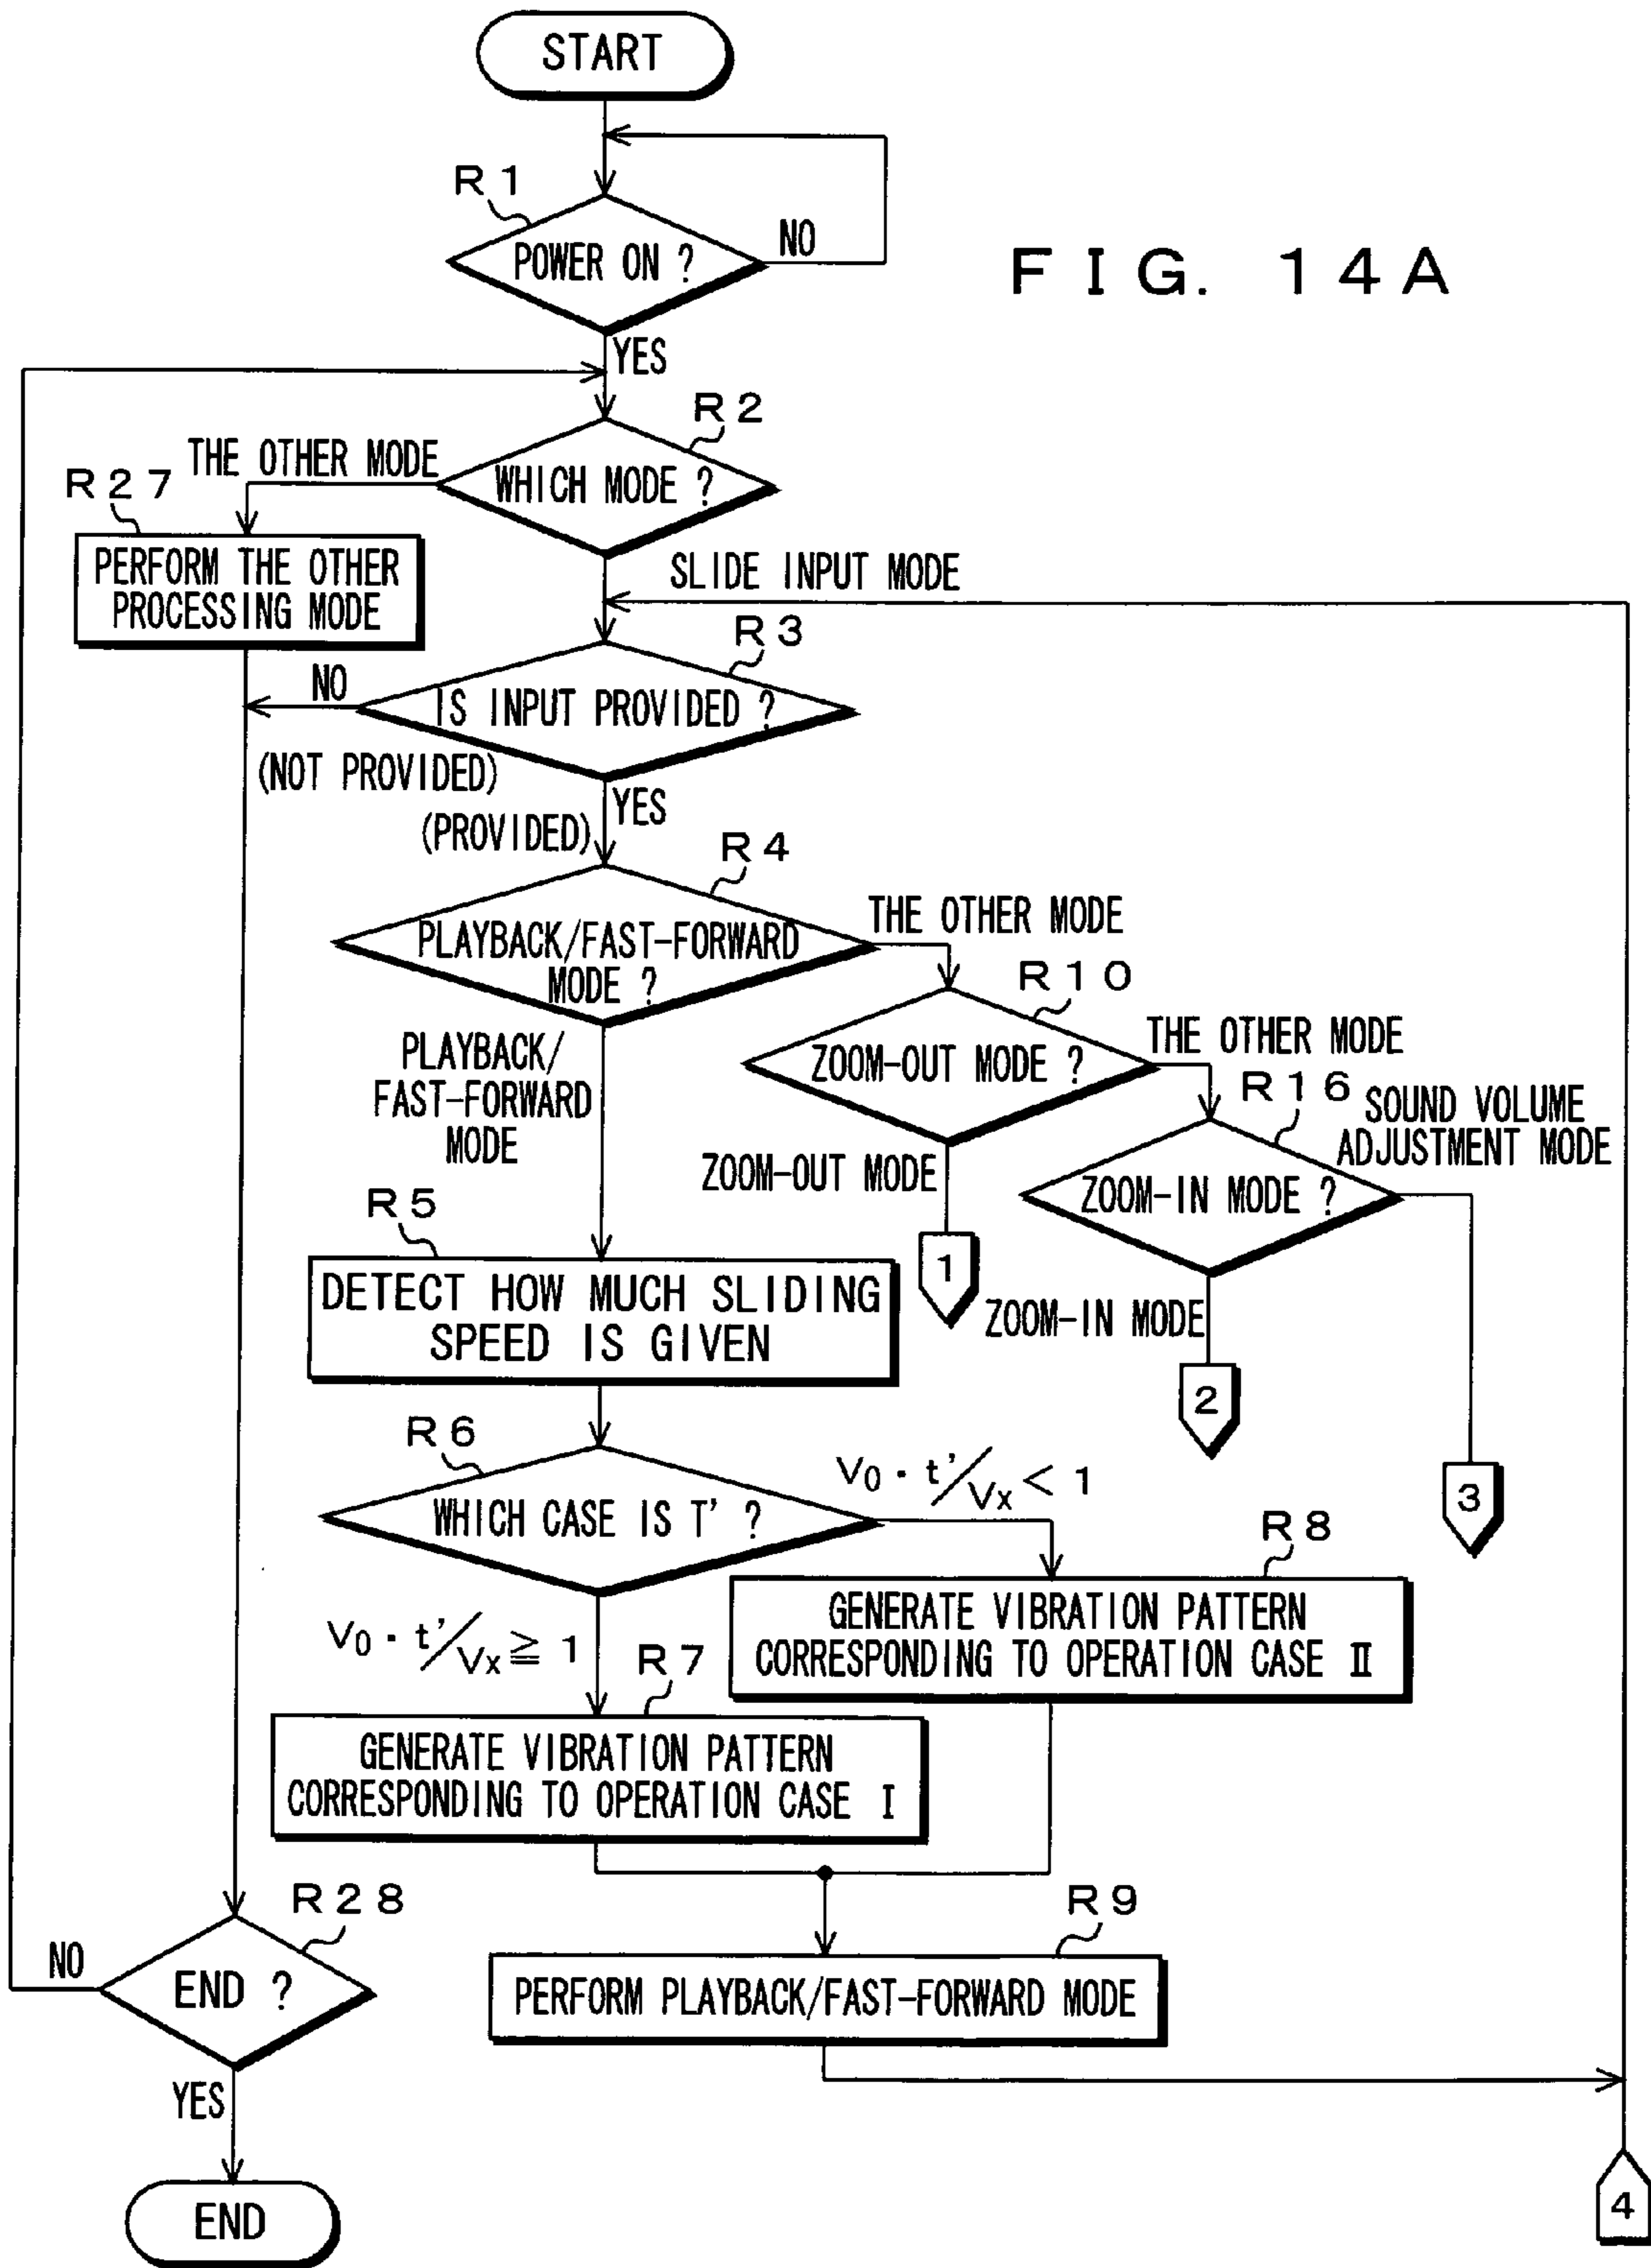 START
R1
POWER ON ?
NO
FIG. 14A
YES
R2
THE OTHER MODE
WHICH MODE ?
R27
PERFORM THE OTHER
PROCESSING MODE
SLIDE INPUT MODE
R3
NO
IS INPUT PROVIDED ?
(NOT PROVIDED)
YES
(PROVIDED)
R4
PLAYBACK/FAST-FORWARD
MODE ?
THE OTHER MODE
R10
ZOOM-OUT MODE ?
THE OTHER MODE
PLAYBACK/
FAST-FORWARD
MODE
R16
SOUND VOLUME
ADJUSTMENT MODE
ZOOM-OUT MODE
ZOOM-IN MODE ?
1
R5
DETECT HOW MUCH SLIDING
SPEED IS GIVEN
ZOOM-IN MODE
2
3
R6
WHICH CASE IS T' ?
V0 · t'/Vx < 1
R8
GENERATE VIBRATION PATTERN
CORRESPONDING TO OPERATION CASE II
V0 · t'/Vx ≧ 1
R7
GENERATE VIBRATION PATTERN
CORRESPONDING TO OPERATION CASE I
R28
NO
END ?
R9
PERFORM PLAYBACK/FAST-FORWARD MODE
YES
END
4